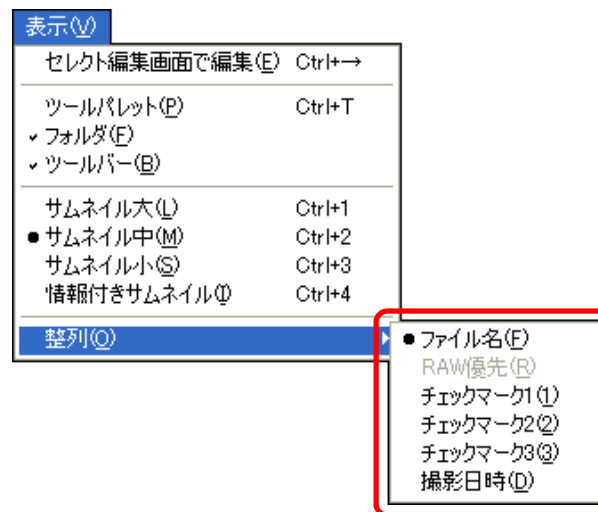 表示(V)
セレクト編集画面で編集(E) Ctrl+→
ツールパレット(P) Ctrl+T
フォルダ(F)
ツールバー(B)
サムネイル大(L) Ctrl+1
サムネイル中(M) Ctrl+2
サムネイル小(S) Ctrl+3
情報付きサムネイル(I) Ctrl+4
整列(O)
ファイル名(F)
RAW優先(R)
チェックマーク1(1)
チェックマーク2(2)
チェックマーク3(3)
撮影日時(D)